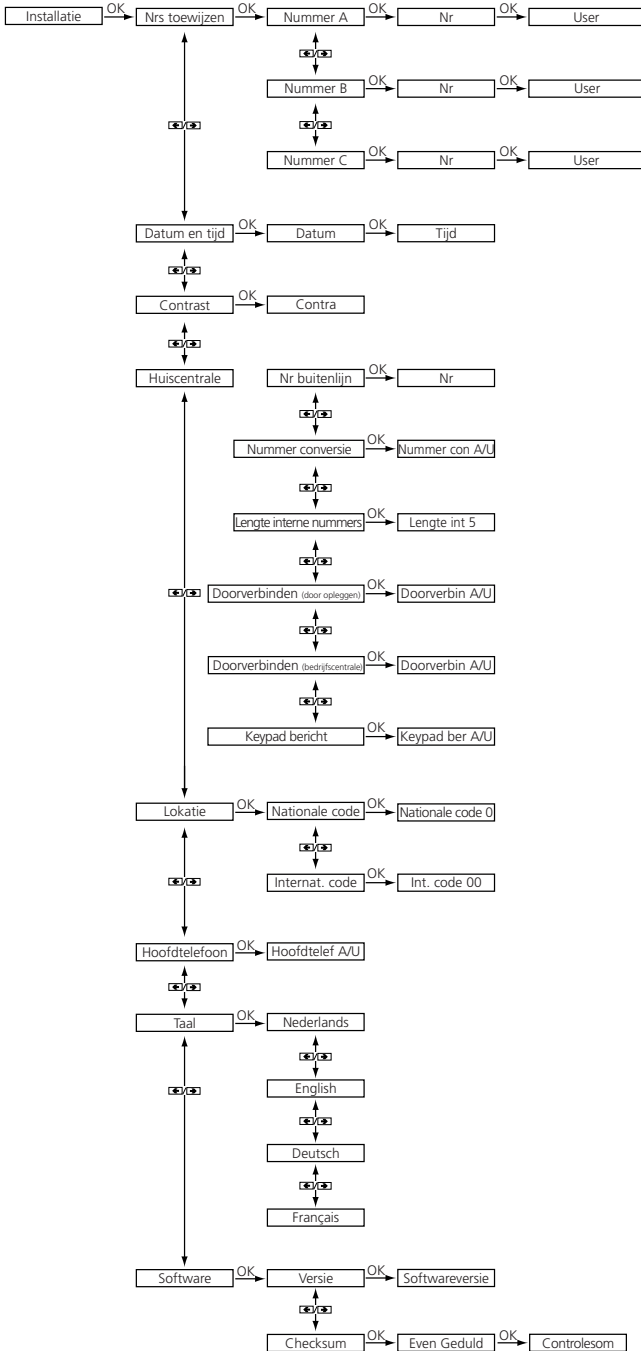 Installatie OK Nrs toewijzen OK Nummer A OK Nr OK User
Nummer B OK Nr OK User
Nummer C OK Nr OK User
Datum en tijd OK Datum OK Tijd
Contrast OK Contra
Huiscentrale Nr buitenlijn OK Nr
Nummer conversie OK Nummer con A/U
Lengte interne nummers OK Lengte int 5
Doorverbinden (door opleggen) OK Doorverbin A/U
Doorverbinden (bedrijfscentrale) OK Doorverbin A/U
Keypad bericht OK Keypad ber A/U
Lokatie OK Nationale code OK Nationale code 0
Internat. code OK Int. code 00
Hoofdtelefoon OK Hoofdtelef A/U
Taal OK Nederlands
English
Deutsch
Français
Software OK Versie OK Softwareversie
Checksum OK Even Geduld OK Controlesom